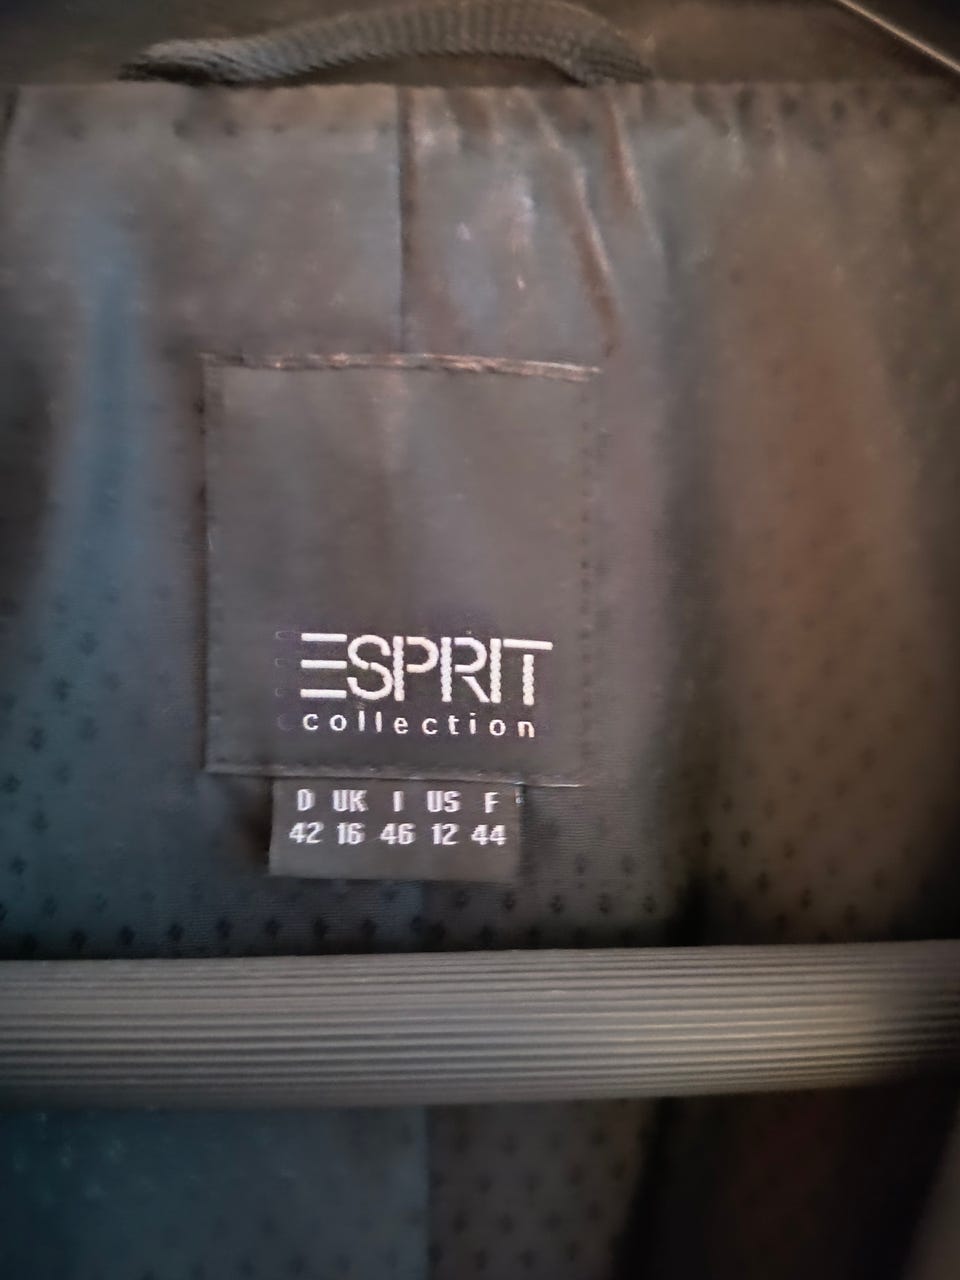 ESPRIT
collection
D UK I US F
42 16 46 12 44